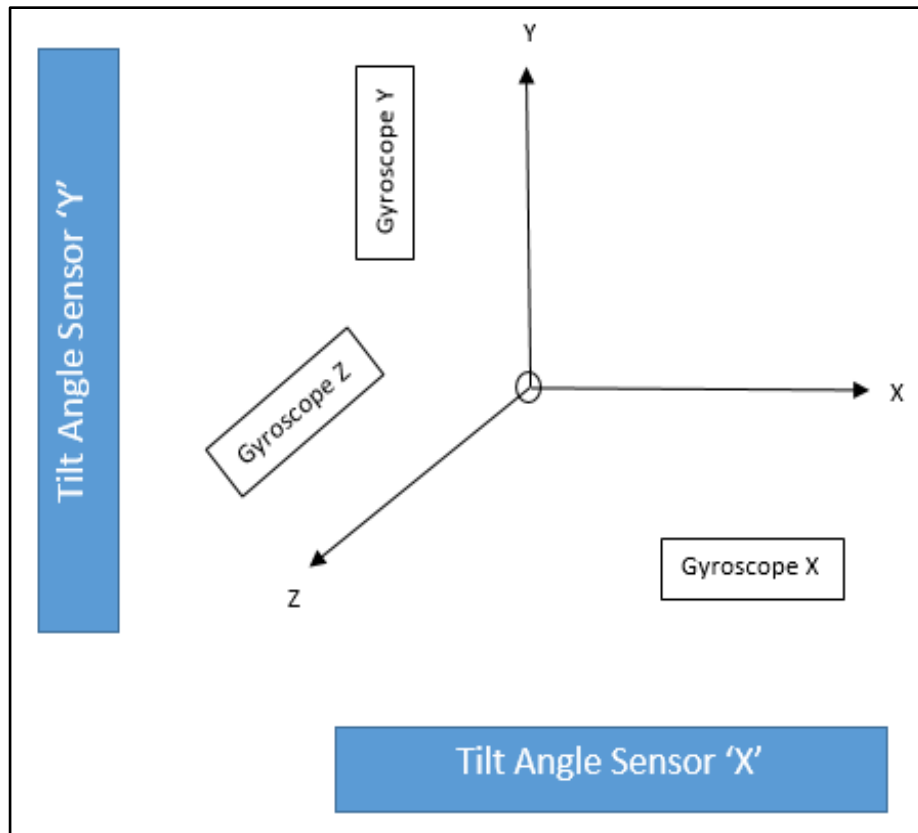 Y
Gyroscope Y
Tilt Angle Sensor ‘Y’
Gyroscope Z
X
Z
Gyroscope X
Tilt Angle Sensor ‘X’